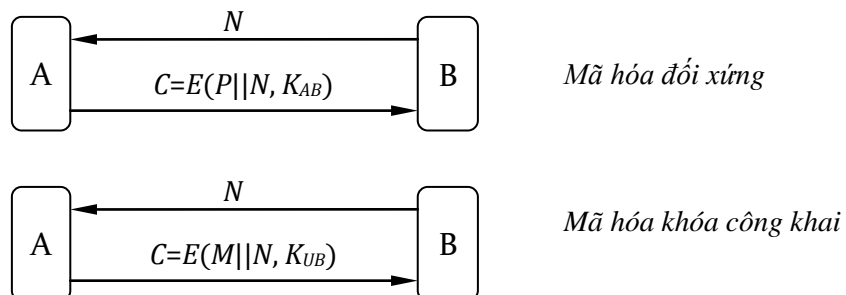 N
A
B
C=E(P||N, K_AB)
Mã hóa đối xứng
N
A
B
C=E(M||N, K_UB)
Mã hóa khóa công khai